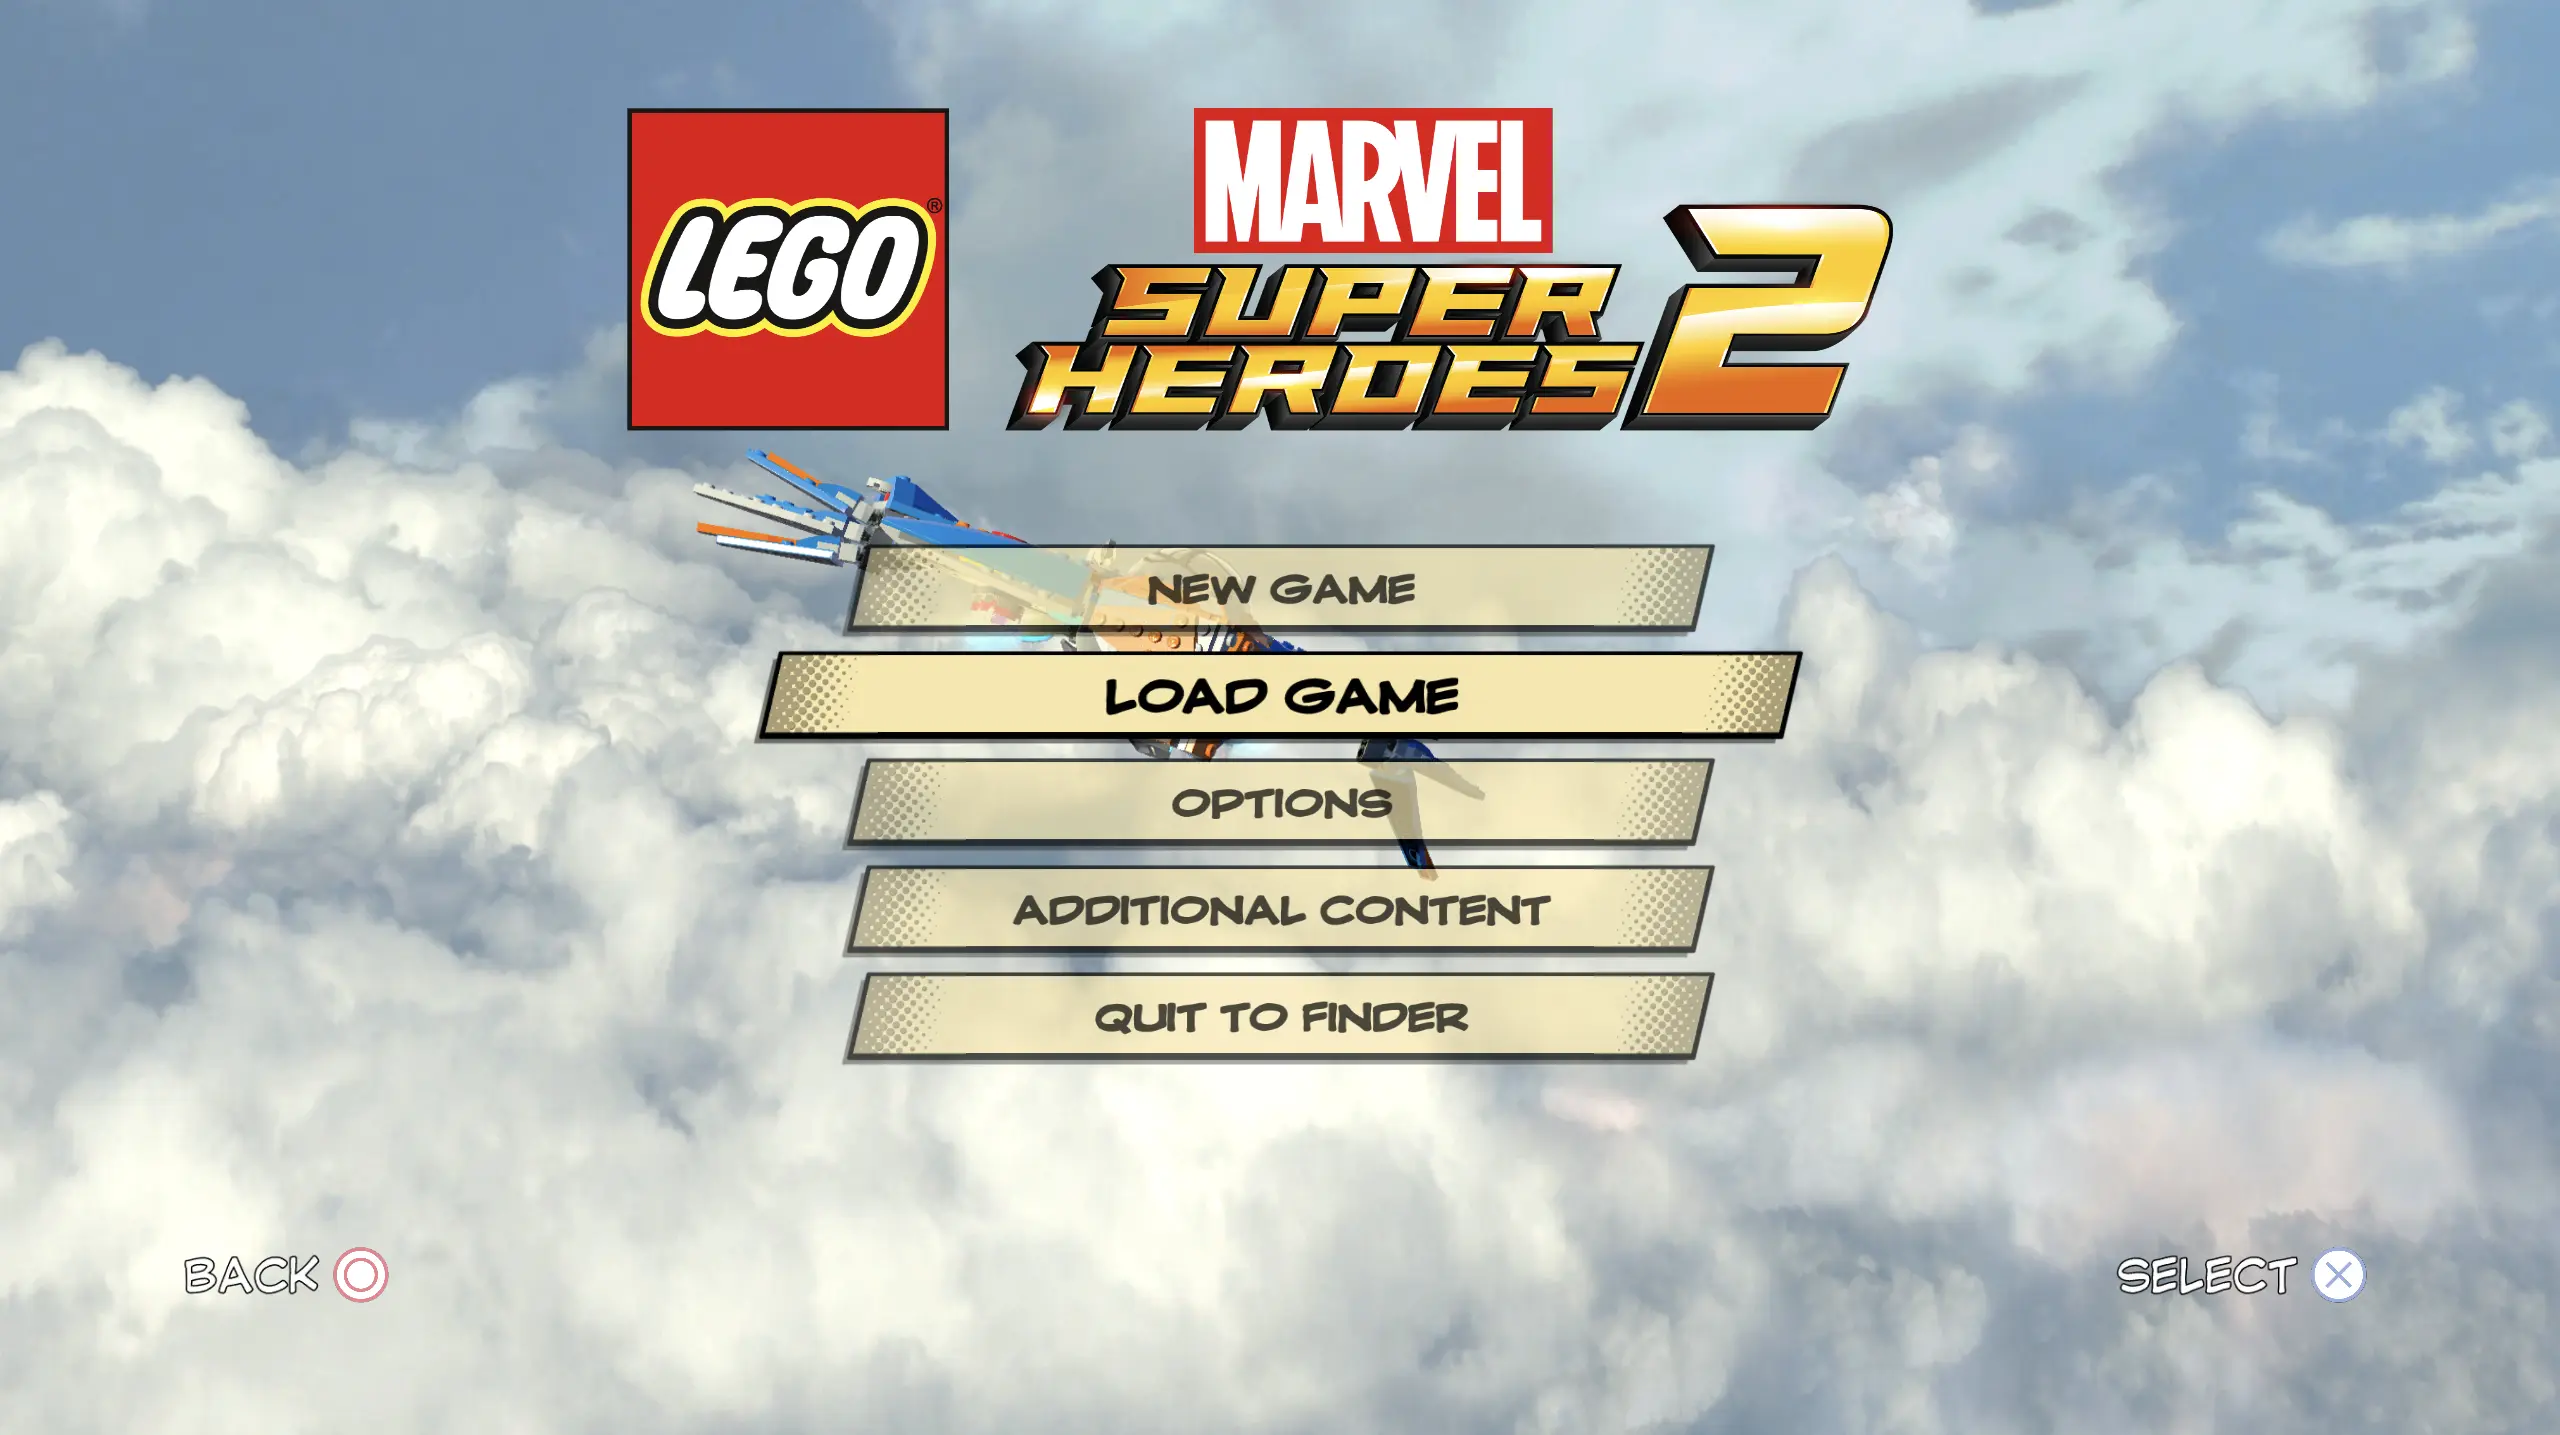 LEGO®
MARVEL
SUPER
HEROES 2
NEW GAME
LOAD GAME
OPTIONS
ADDITIONAL CONTENT
QUIT TO FINDER
BACK
SELECT